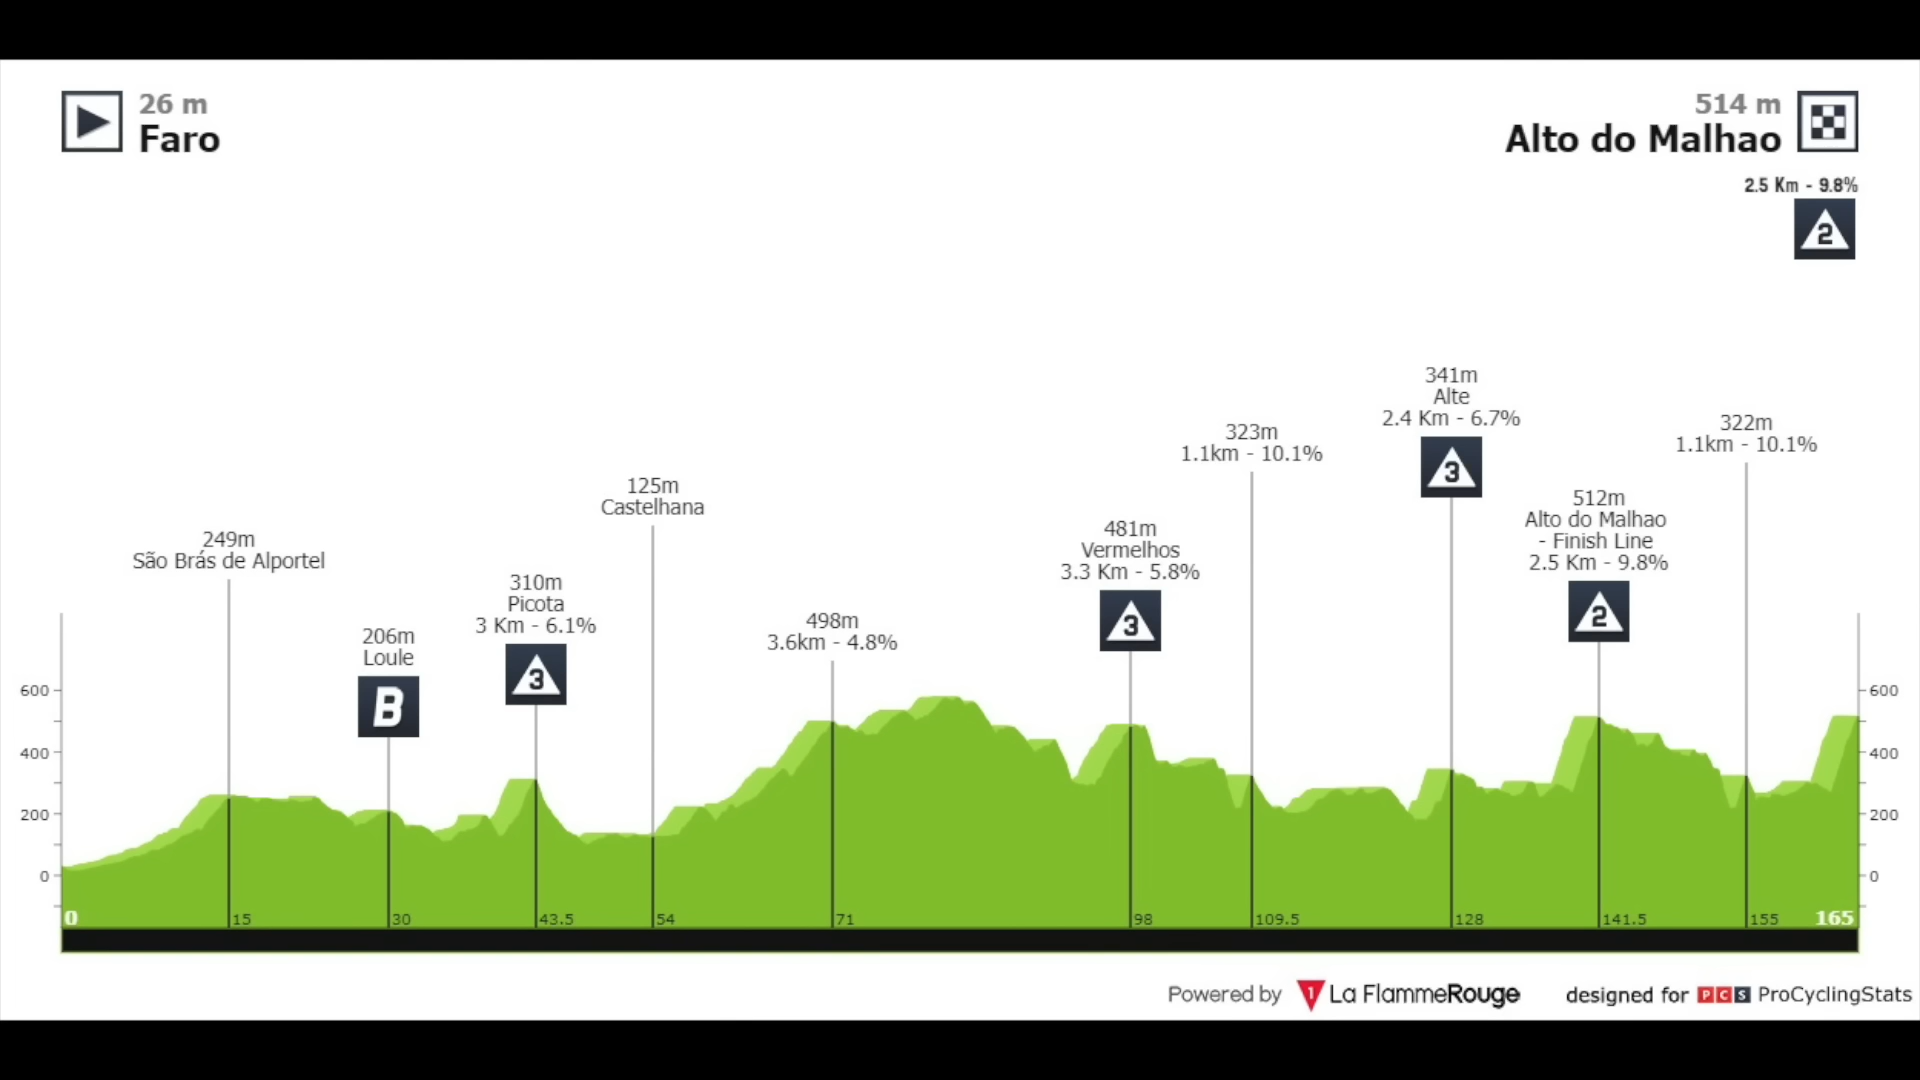 26 m
Faro
514 m
Alto do Malhao
2.5 Km - 9.8%
2
341m
Alte
2.4 Km - 6.7%
3
323m
1.1km - 10.1%
322m
1.1km - 10.1%
125m
Castelhana
512m
Alto do Malhao
- Finish Line
2.5 Km - 9.8%
2
481m
Vermelhos
3.3 Km - 5.8%
3
249m
São Brás de Alportel
310m
Picota
3 Km - 6.1%
3
498m
3.6km - 4.8%
206m
Loule
B
600
400
200
0
600
400
200
0
0 15 30 43.5 54 71 98 109.5 128 141.5 155 165
Powered by 1 La FlammeRouge designed for PCS ProCyclingStats